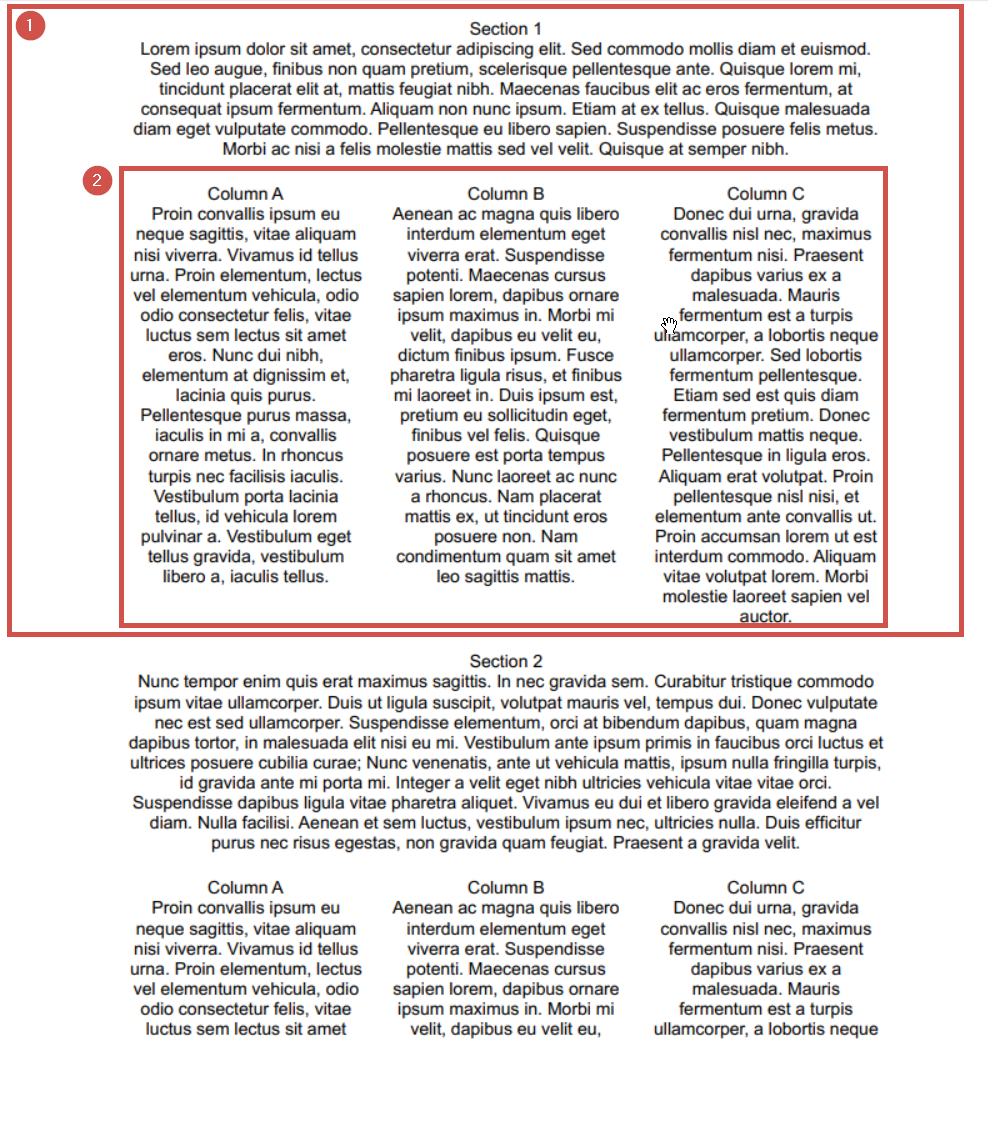 1
Section 1
Lorem ipsum dolor sit amet, consectetur adipiscing elit. Sed commodo mollis diam et euismod.
Sed leo augue, finibus non quam pretium, scelerisque pellentesque ante. Quisque lorem mi,
tincidunt placerat elit at, mattis feugiat nibh. Maecenas faucibus elit ac eros fermentum, at
consequat ipsum fermentum. Aliquam non nunc ipsum. Etiam at ex tellus. Quisque malesuada
diam eget vulputate commodo. Pellentesque eu libero sapien. Suspendisse posuere felis metus.
Morbi ac nisi a felis molestie mattis sed vel velit. Quisque at semper nibh.
2
Column A
Proin convallis ipsum eu
neque sagittis, vitae aliquam
nisi viverra. Vivamus id tellus
urna. Proin elementum, lectus
vel elementum vehicula, odio
odio consectetur felis, vitae
luctus sem lectus sit amet
eros. Nunc dui nibh,
elementum at dignissim et,
lacinia quis purus.
Pellentesque purus massa,
iaculis in mi a, convallis
ornare metus. In rhoncus
turpis nec facilisis iaculis.
Vestibulum porta lacinia
tellus, id vehicula lorem
pulvinar a. Vestibulum eget
tellus gravida, vestibulum
libero a, iaculis tellus.
Column B
Aenean ac magna quis libero
interdum elementum eget
viverra erat. Suspendisse
potenti. Maecenas cursus
sapien lorem, dapibus ornare
ipsum maximus in. Morbi mi
velit, dapibus eu velit eu,
dictum finibus ipsum. Fusce
pharetra ligula risus, et finibus
mi laoreet in. Duis ipsum est,
pretium eu sollicitudin eget,
finibus vel felis. Quisque
posuere est porta tempus
varius. Nunc laoreet ac nunc
a rhoncus. Nam placerat
mattis ex, ut tincidunt eros
posuere non. Nam
condimentum quam sit amet
leo sagittis mattis.
Column C
Donec dui urna, gravida
convallis nisl nec, maximus
fermentum nisi. Praesent
dapibus varius ex a
malesuada. Mauris
fermentum est a turpis
ullamcorper, a lobortis neque
ullamcorper. Sed lobortis
fermentum pellentesque.
Etiam sed est quis diam
fermentum pretium. Donec
vestibulum mattis neque.
Pellentesque in ligula eros.
Aliquam erat volutpat. Proin
pellentesque nisl nisi, et
elementum ante convallis ut.
Proin accumsan lorem ut est
interdum commodo. Aliquam
vitae volutpat lorem. Morbi
molestie laoreet sapien vel
auctor.
Section 2
Nunc tempor enim quis erat maximus sagittis. In nec gravida sem. Curabitur tristique commodo
ipsum vitae ullamcorper. Duis ut ligula suscipit, volutpat mauris vel, tempus dui. Donec vulputate
nec est sed ullamcorper. Suspendisse elementum, orci at bibendum dapibus, quam magna
dapibus tortor, in malesuada elit nisi eu mi. Vestibulum ante ipsum primis in faucibus orci luctus et
ultrices posuere cubilia curae; Nunc venenatis, ante ut vehicula mattis, ipsum nulla fringilla turpis,
id gravida ante mi porta mi. Integer a velit eget nibh ultricies vehicula vitae vitae orci.
Suspendisse dapibus ligula vitae pharetra aliquet. Vivamus eu dui et libero gravida eleifend a vel
diam. Nulla facilisi. Aenean et sem luctus, vestibulum ipsum nec, ultricies nulla. Duis efficitur
purus nec risus egestas, non gravida quam feugiat. Praesent a gravida velit.
Column A
Proin convallis ipsum eu
neque sagittis, vitae aliquam
nisi viverra. Vivamus id tellus
urna. Proin elementum, lectus
vel elementum vehicula, odio
odio consectetur felis, vitae
luctus sem lectus sit amet
Column B
Aenean ac magna quis libero
interdum elementum eget
viverra erat. Suspendisse
potenti. Maecenas cursus
sapien lorem, dapibus ornare
ipsum maximus in. Morbi mi
velit, dapibus eu velit eu,
Column C
Donec dui urna, gravida
convallis nisl nec, maximus
fermentum nisi. Praesent
dapibus varius ex a
malesuada. Mauris
fermentum est a turpis
ullamcorper, a lobortis neque